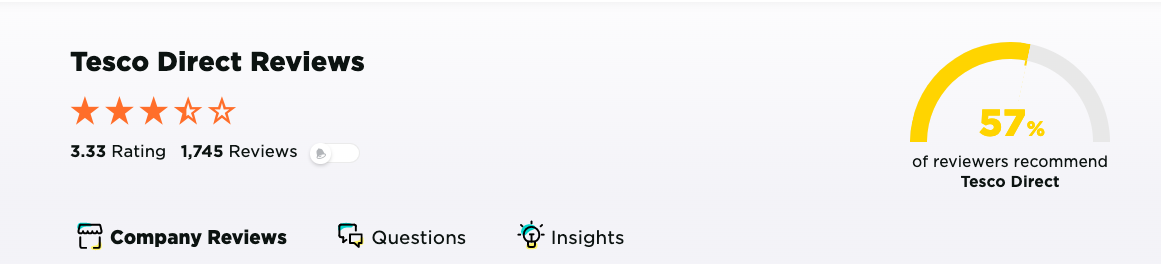 Tesco Direct Reviews
3.33 Rating 1,745 Reviews
57%
of reviewers recommend
Tesco Direct
Company Reviews Questions Insights